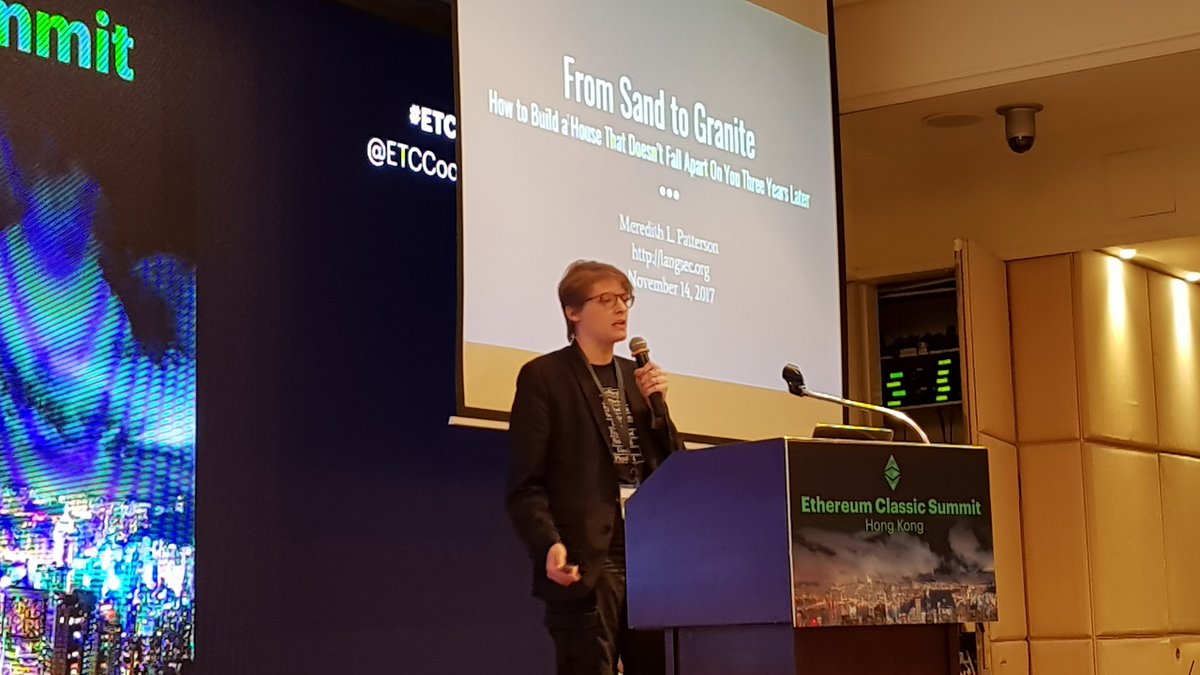 mmit
#ETC
@ETCCoo
From Sand to Granite
How to Build a House That Doesn't Fall Apart On You Three Years Later
Meredith L. Patterson
http://langsec.org
November 14, 2017
Ethereum Classic Summit
Hong Kong